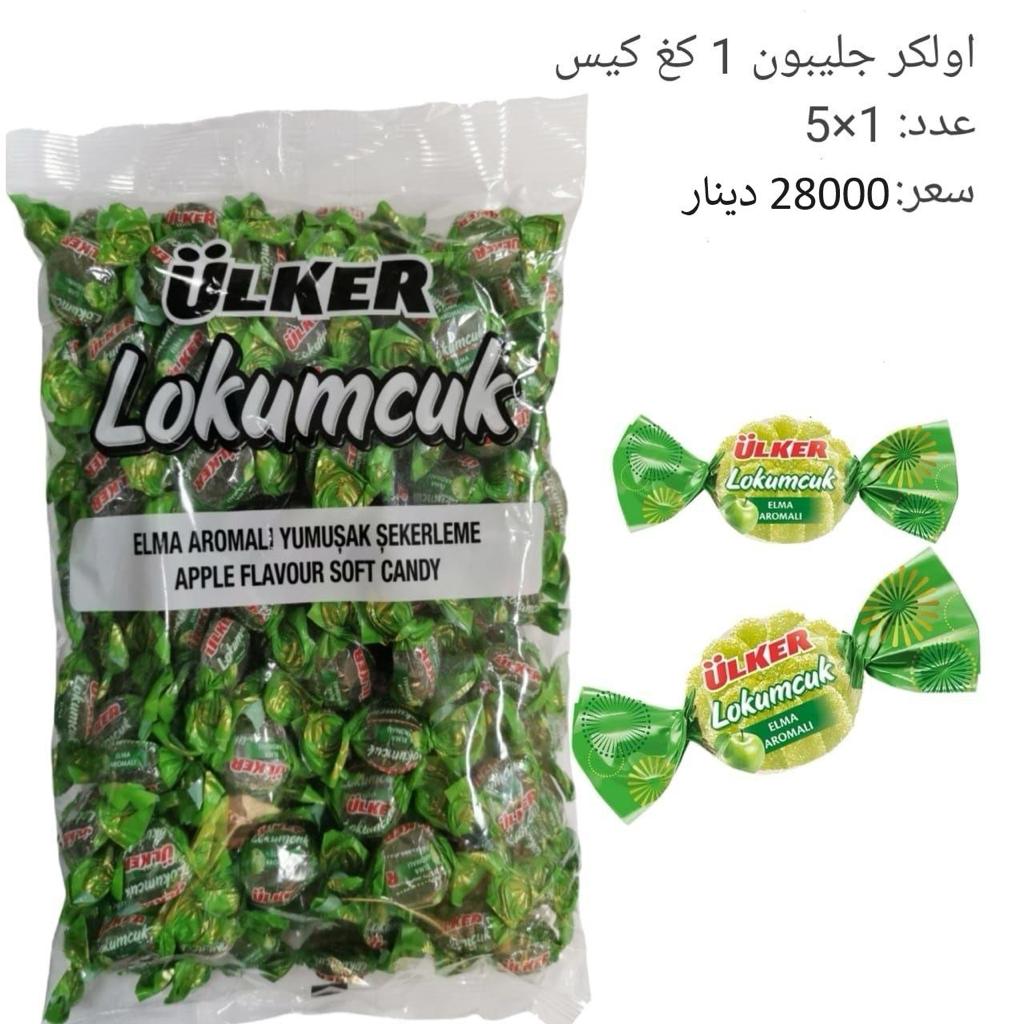 اولكر جليبون 1 كغ كيس
عدد: 1×5
سعر:28000 دينار
ÜLKER
Lokumcuk
ELMA AROMALI YUMUŞAK ŞEKERLEME
APPLE FLAVOUR SOFT CANDY
ÜLKER
Lokumcuk
ELMA
AROMALI
ÜLKER
Lokumcuk
ELMA
AROMALI